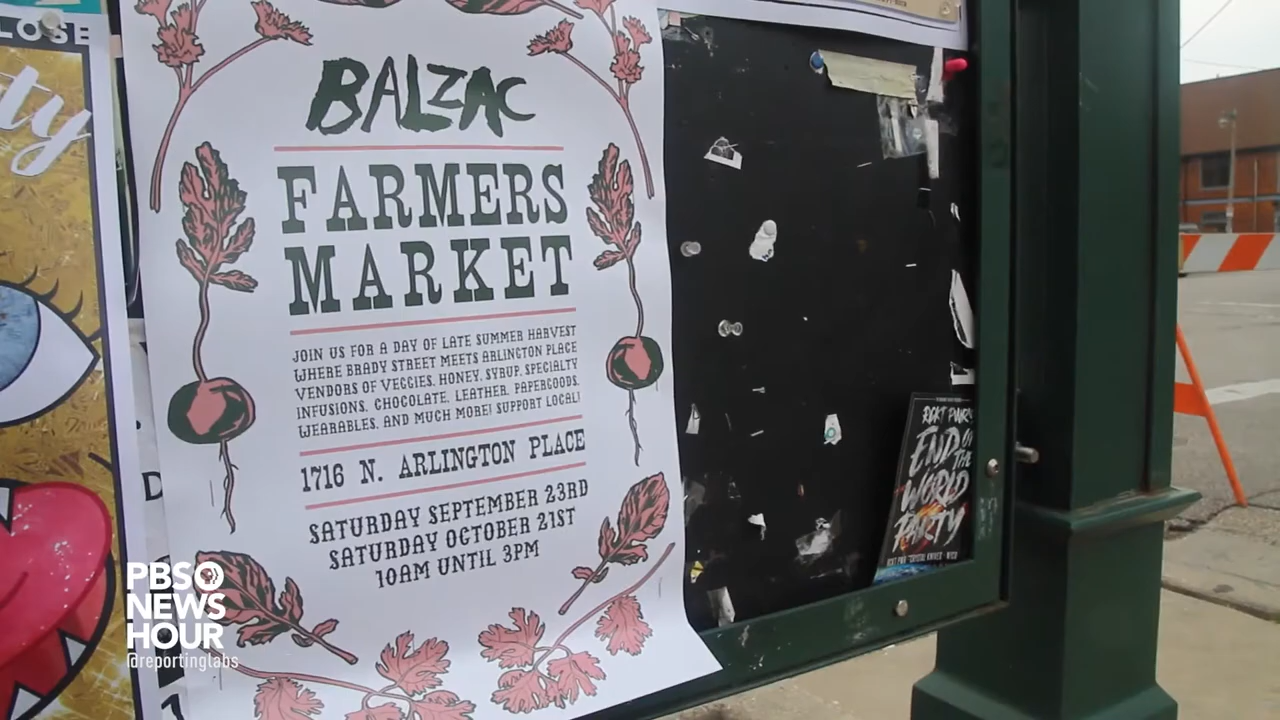 LOSE
ty
BALZAC
FARMERS
MARKET
JOIN US FOR A DAY OF LATE SUMMER HARVEST
WHERE BRADY STREET MEETS ARLINGTON PLACE
VENDORS OF VEGGIES, HONEY, SYRUP, SPECIALTY
INFUSIONS, CHOCOLATE, LEATHER, PAPERGOODS,
WEARABLES, AND MUCH MORE! SUPPORT LOCAL!
1716 N. ARLINGTON PLACE
SATURDAY SEPTEMBER 23RD
SATURDAY OCTOBER 21ST
10AM UNTIL 3PM
END OF
THE
WORLD
PARTY
PBS
NEWS
HOUR
@reportinglabs